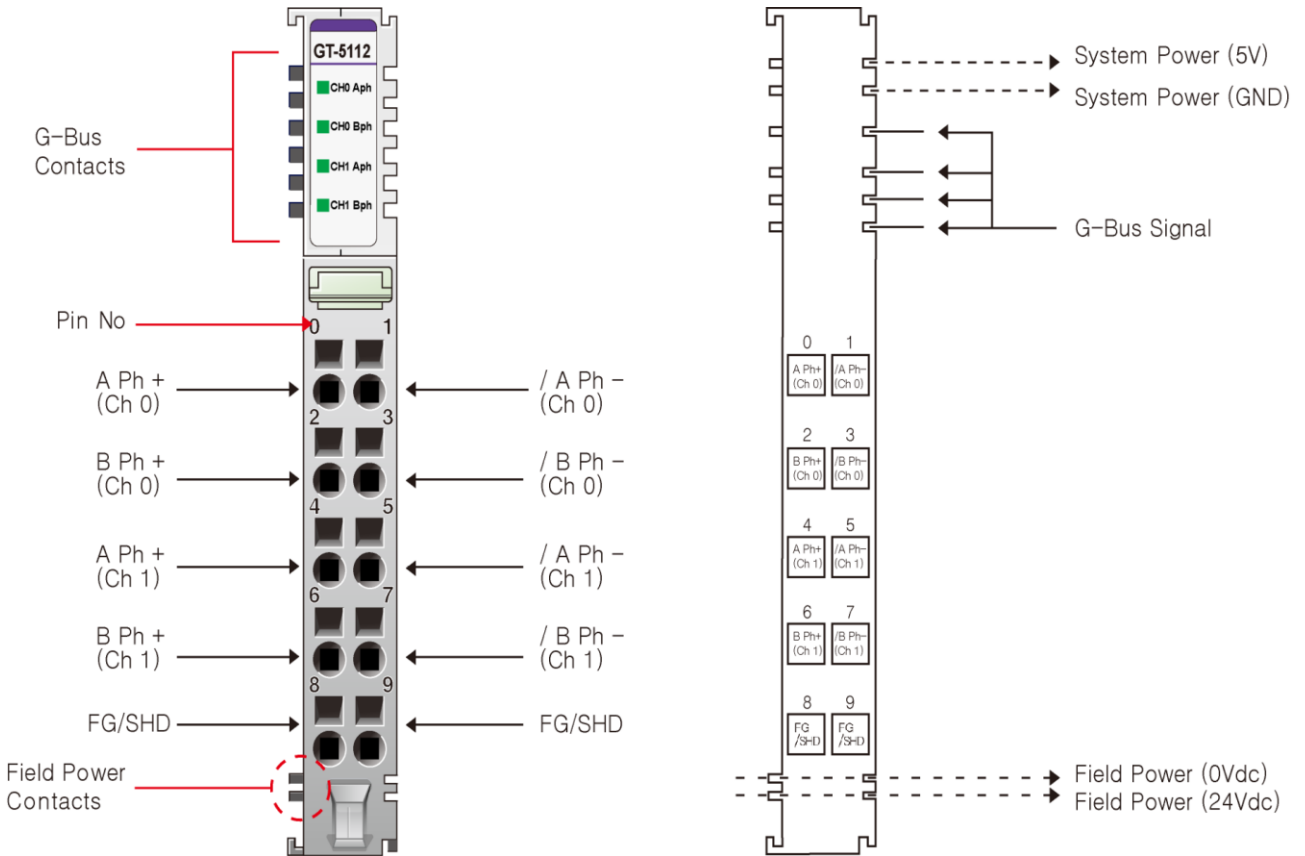 GT-5112
CH0 Aph
CH0 Bph
CH1 Aph
CH1 Bph
G-Bus
Contacts
Pin No
0 1
A Ph +
(Ch 0)
/ A Ph -
(Ch 0)
2 3
B Ph +
(Ch 0)
/ B Ph -
(Ch 0)
4 5
A Ph +
(Ch 1)
/ A Ph -
(Ch 1)
6 7
B Ph +
(Ch 1)
/ B Ph -
(Ch 1)
8 9
FG/SHD
FG/SHD
Field Power
Contacts
System Power (5V)
System Power (GND)
G-Bus Signal
0 1
A Ph+
(Ch 0)
/A Ph-
(Ch 0)
2 3
B Ph+
(Ch 0)
/B Ph-
(Ch 0)
4 5
A Ph+
(Ch 1)
/A Ph-
(Ch 1)
6 7
B Ph+
(Ch 1)
/B Ph-
(Ch 1)
8 9
FG
/SHD
FG
/SHD
Field Power (0Vdc)
Field Power (24Vdc)